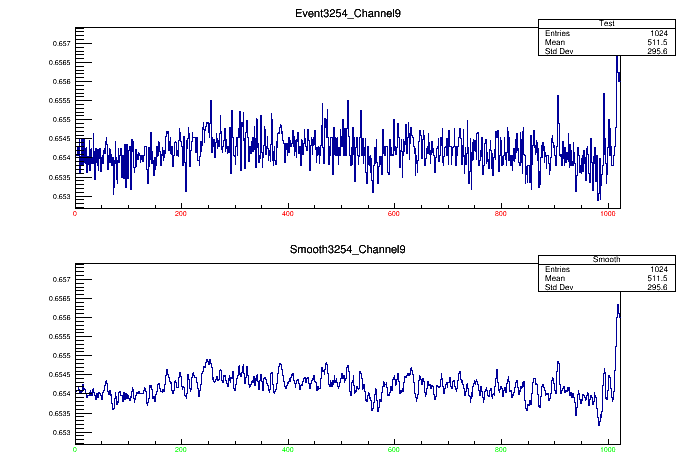 Event3254_Channel9
Test
Entries 1024
Mean 511.5
Std Dev 295.6
0.657
0.6565
0.656
0.6555
0.655
0.6545
0.654
0.6535
0.653
0 200 400 600 800 1000
Smooth3254_Channel9
Smooth
Entries 1024
Mean 511.5
Std Dev 295.6
0.657
0.6565
0.656
0.6555
0.655
0.6545
0.654
0.6535
0.653
0 200 400 600 800 1000